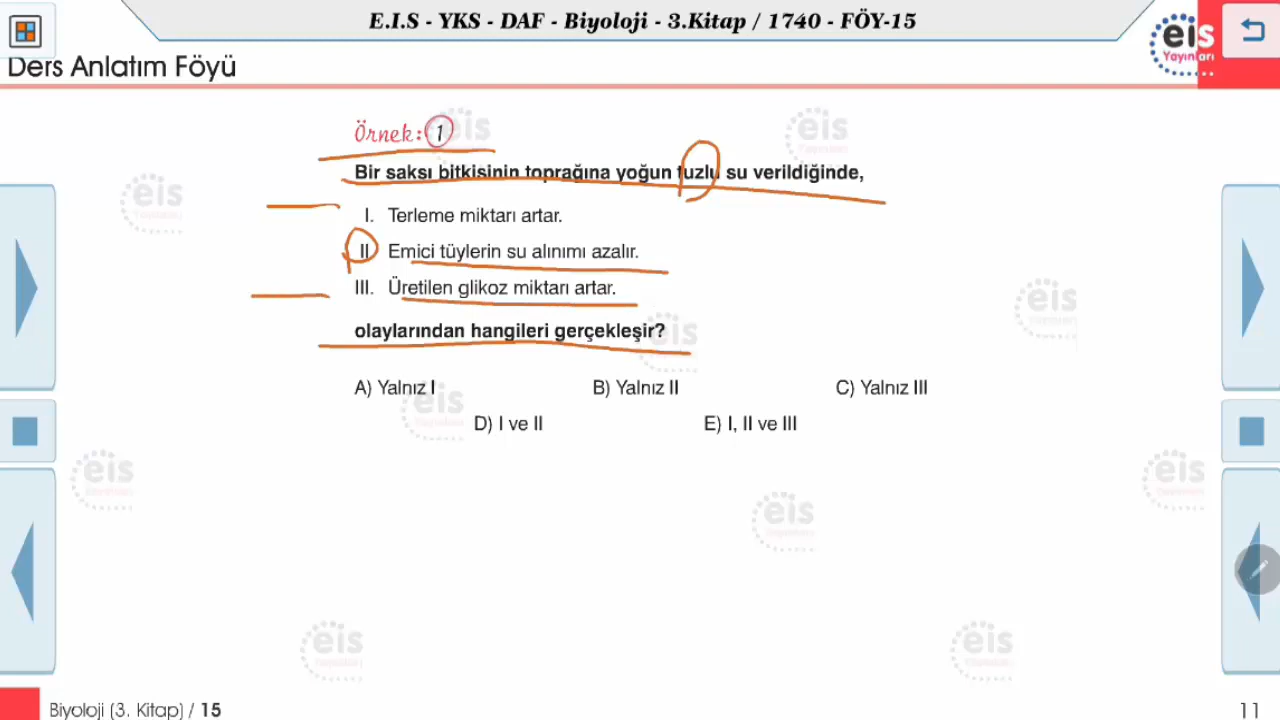 E.I.S - YKS - DAF - Biyoloji - 3.Kitap / 1740 - FÖY-15
eis
Yayınları
Ders Anlatım Föyü
Örnek: 1
Bir saksı bitkisinin toprağına yoğun tuzlu su verildiğinde,
I. Terleme miktarı artar.
II Emici tüylerin su alınımı azalır.
III. Üretilen glikoz miktarı artar.
olaylarından hangileri gerçekleşir?
A) Yalnız I B) Yalnız II C) Yalnız III
D) I ve II E) I, II ve III
Biyoloji (3. Kitap) / 15
11